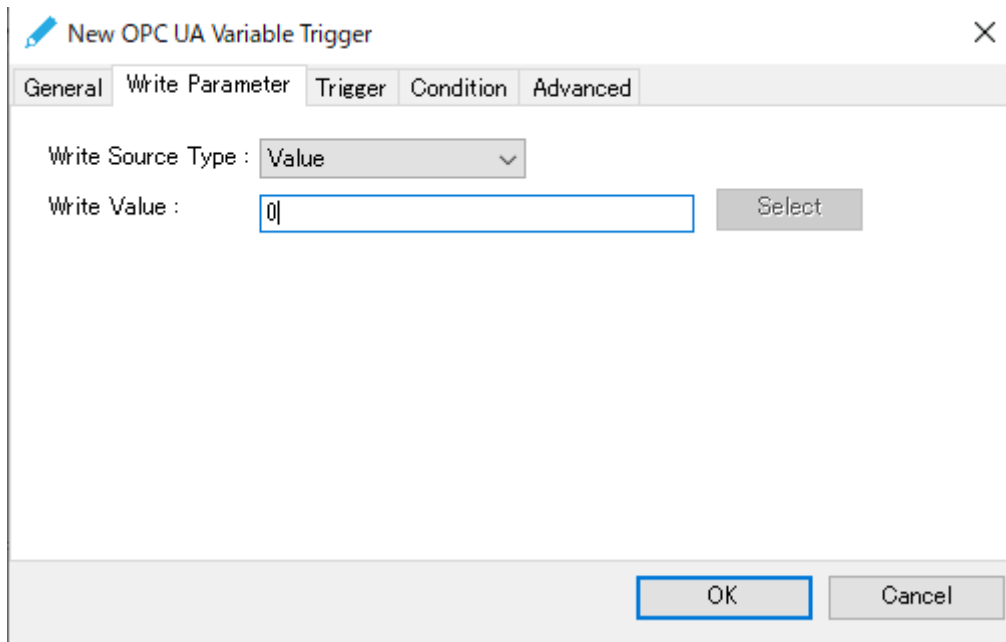 New OPC UA Variable Trigger
General Write Parameter Trigger Condition Advanced
Write Source Type : Value
Write Value : 0 Select
OK Cancel